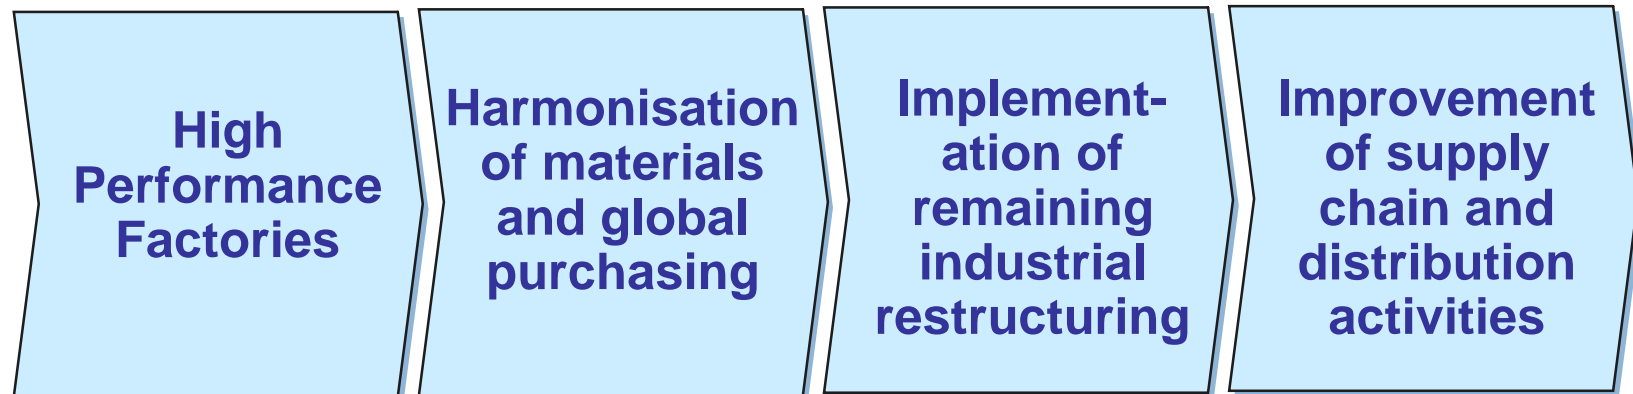 High
Performance
Factories
Harmonisation
of materials
and global
purchasing
Implement-
ation of
remaining
industrial
restructuring
Improvement
of supply
chain and
distribution
activities